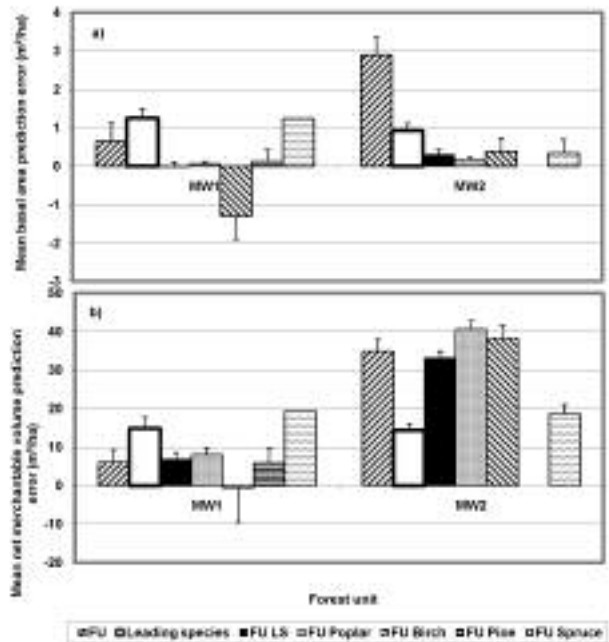 a)
Mean basal area prediction error (m²/ha)
4
3
2
1
0
-1
-2
-3
MW1
MW2
b)
Mean net merchantable volume prediction
error (m³/ha)
50
40
30
20
10
0
-10
-20
MW1
MW2
Forest unit
FU Leading species FU LS FU Poplar FU Birch FU Pine FU Spruce